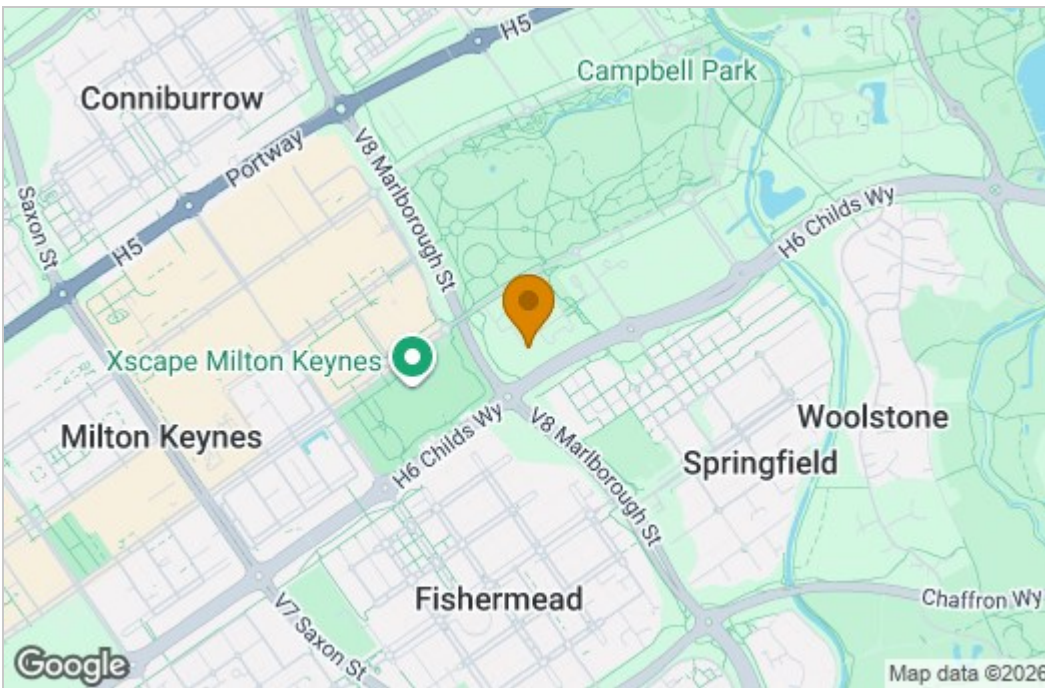 H5
Campbell Park
Conniburrow
Portway
V8 Marlborough St
Saxon St
H6 Childs Wy
H5
Xscape Milton Keynes
Milton Keynes
Woolstone
Springfield
H6 Childs Wy
V8 Marlborough St
Fishermead
Chaffron Wy
V7 Saxon St
Google
Map data ©2026